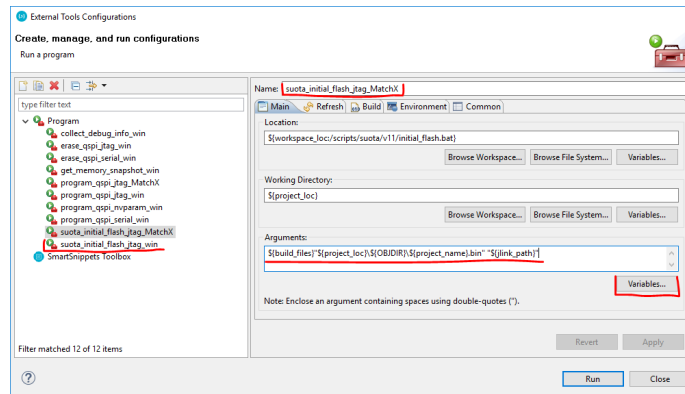 External Tools Configurations
Create, manage, and run configurations
Run a program
type filter text
Program
collect_debug_info_win
erase_qspi_jtag_win
erase_qspi_serial_win
get_memory_snapshot_win
program_qspi_jtag_MatchX
program_qspi_jtag_win
program_qspi_nvparam_win
program_qspi_serial_win
suota_initial_flash_jtag_MatchX
suota_initial_flash_jtag_win
SmartSnippets Toolbox
Filter matched 12 of 12 items
Name: suota_initial_flash_jtag_MatchX
Main Refresh Build Environment Common
Location:
${workspace_loc:/scripts/suota/v11/initial_flash.bat}
Browse Workspace... Browse File System... Variables...
Working Directory:
${project_loc}
Browse Workspace... Browse File System... Variables...
Arguments:
${build_files}"${project_loc}\${OBJDIR}\${project_name}.bin" "${jlink_path}"
Variables...
Note: Enclose an argument containing spaces using double-quotes (").
Revert Apply
Run Close